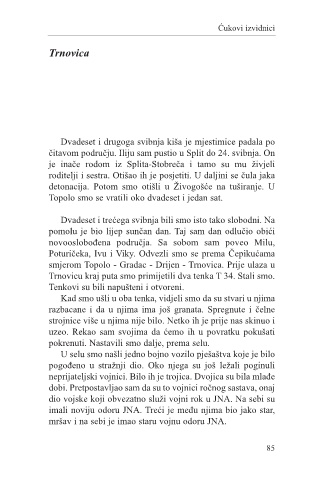 Ćukovi izvidnici
Trnovica
Dvadeset i drugoga svibnja kiša je mjestimice padala po
čitavom području. Iliju sam pustio u Split do 24. svibnja. On
je inače rodom iz Splita-Stobreča i tamo su mu živjeli
roditelji i sestra. Otišao ih je posjetiti. U daljini se čula jaka
detonacija. Potom smo otišli u Živogošće na tuširanje. U
Topolo smo se vratili oko dvadeset i jedan sat.
Dvadeset i trećega svibnja bili smo isto tako slobodni. Na
pomolu je bio lijep sunčan dan. Taj sam dan odlučio obići
novooslobođena područja. Sa sobom sam poveo Milu,
Poturičeka, Ivu i Viky. Odvezli smo se prema Čepikućama
smjerom Topolo - Gradac - Drijen - Trnovica. Prije ulaza u
Trnovicu kraj puta smo primijetili dva tenka T 34. Stali smo.
Tenkovi su bili napušteni i otvoreni.
Kad smo ušli u oba tenka, vidjeli smo da su stvari u njima
razbacane i da u njima ima još granata. Spregnute i čelne
strojnice više u njima nije bilo. Netko ih je prije nas skinuo i
uzeo. Rekao sam svojima da ćemo ih u povratku pokušati
pokrenuti. Nastavili smo dalje, prema selu.
U selu smo našli jedno bojno vozilo pješaštva koje je bilo
pogođeno u stražnji dio. Oko njega su još ležali poginuli
neprijateljski vojnici. Bilo ih je trojica. Dvojica su bila mlađe
dobi. Pretpostavljao sam da su to vojnici ročnog sastava, onaj
dio vojske koji obvezatno služi vojni rok u JNA. Na sebi su
imali noviju odoru JNA. Treći je među njima bio jako star,
mršav i na sebi je imao staru vojnu odoru JNA.
85